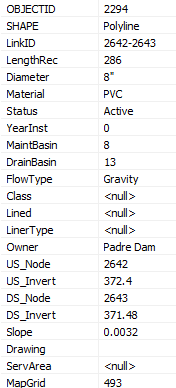 OBJECTID 2294
SHAPE Polyline
LinkID 2642-2643
LengthRec 286
Diameter 8"
Material PVC
Status Active
YearInst 0
MaintBasin 8
DrainBasin 13
FlowType Gravity
Class <null>
Lined <null>
LinerType <null>
Owner Padre Dam
US_Node 2642
US_Invert 372.4
DS_Node 2643
DS_Invert 371.48
Slope 0.0032
Drawing
ServArea <null>
MapGrid 493